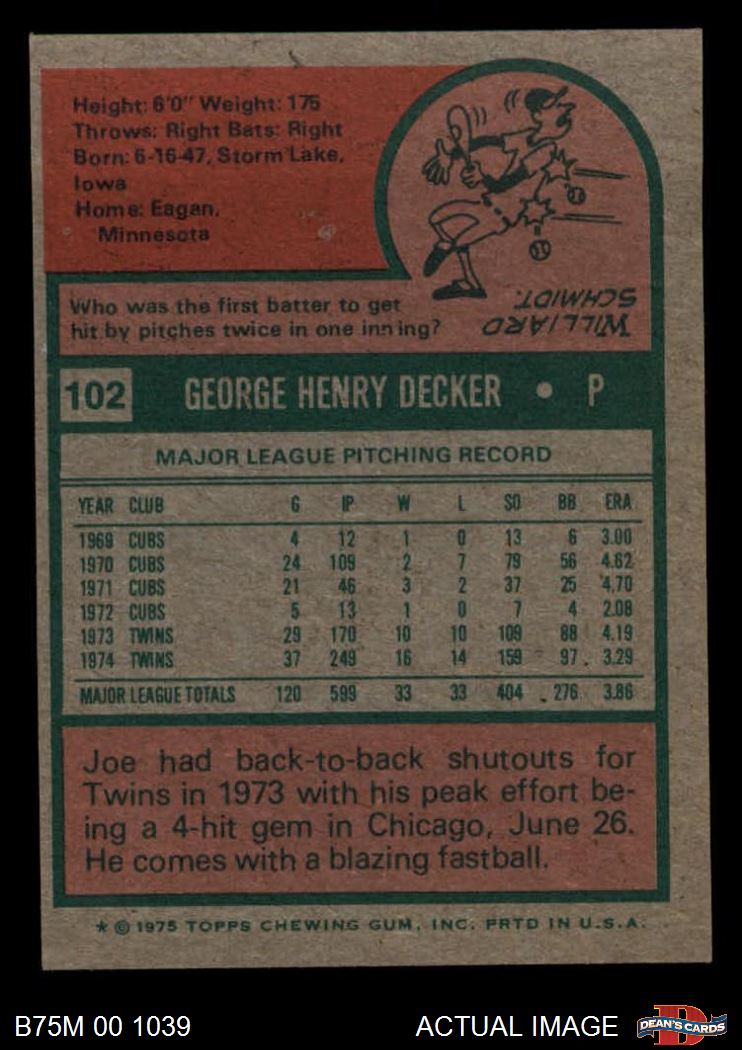 Height: 6'0" Weight: 175
Throws: Right Bats: Right
Born: 6-16-47, Storm Lake,
Iowa
Home: Eagan,
Minnesota
Who was the first batter to get
hit by pitches twice in one inning?
WILLARD
SCHMIDT.
102 GEORGE HENRY DECKER • P
MAJOR LEAGUE PITCHING RECORD
YEAR CLUB G IP W L SO BB ERA
1969 CUBS 4 12 1 0 13 6 3.00
1970 CUBS 24 109 2 7 79 56 4.62
1971 CUBS 21 46 3 2 37 25 4.70
1972 CUBS 5 13 1 0 7 4 2.08
1973 TWINS 29 170 10 10 109 88 4.19
1974 TWINS 37 249 16 14 159 97 3.29
MAJOR LEAGUE TOTALS 120 599 33 33 404 276 3.86
Joe had back-to-back shutouts for
Twins in 1973 with his peak effort be-
ing a 4-hit gem in Chicago, June 26.
He comes with a blazing fastball.
* © 1975 TOPPS CHEWING GUM, INC. PRTD IN U.S.A.
B75M 00 1039 ACTUAL IMAGE DEAN'S CARDS